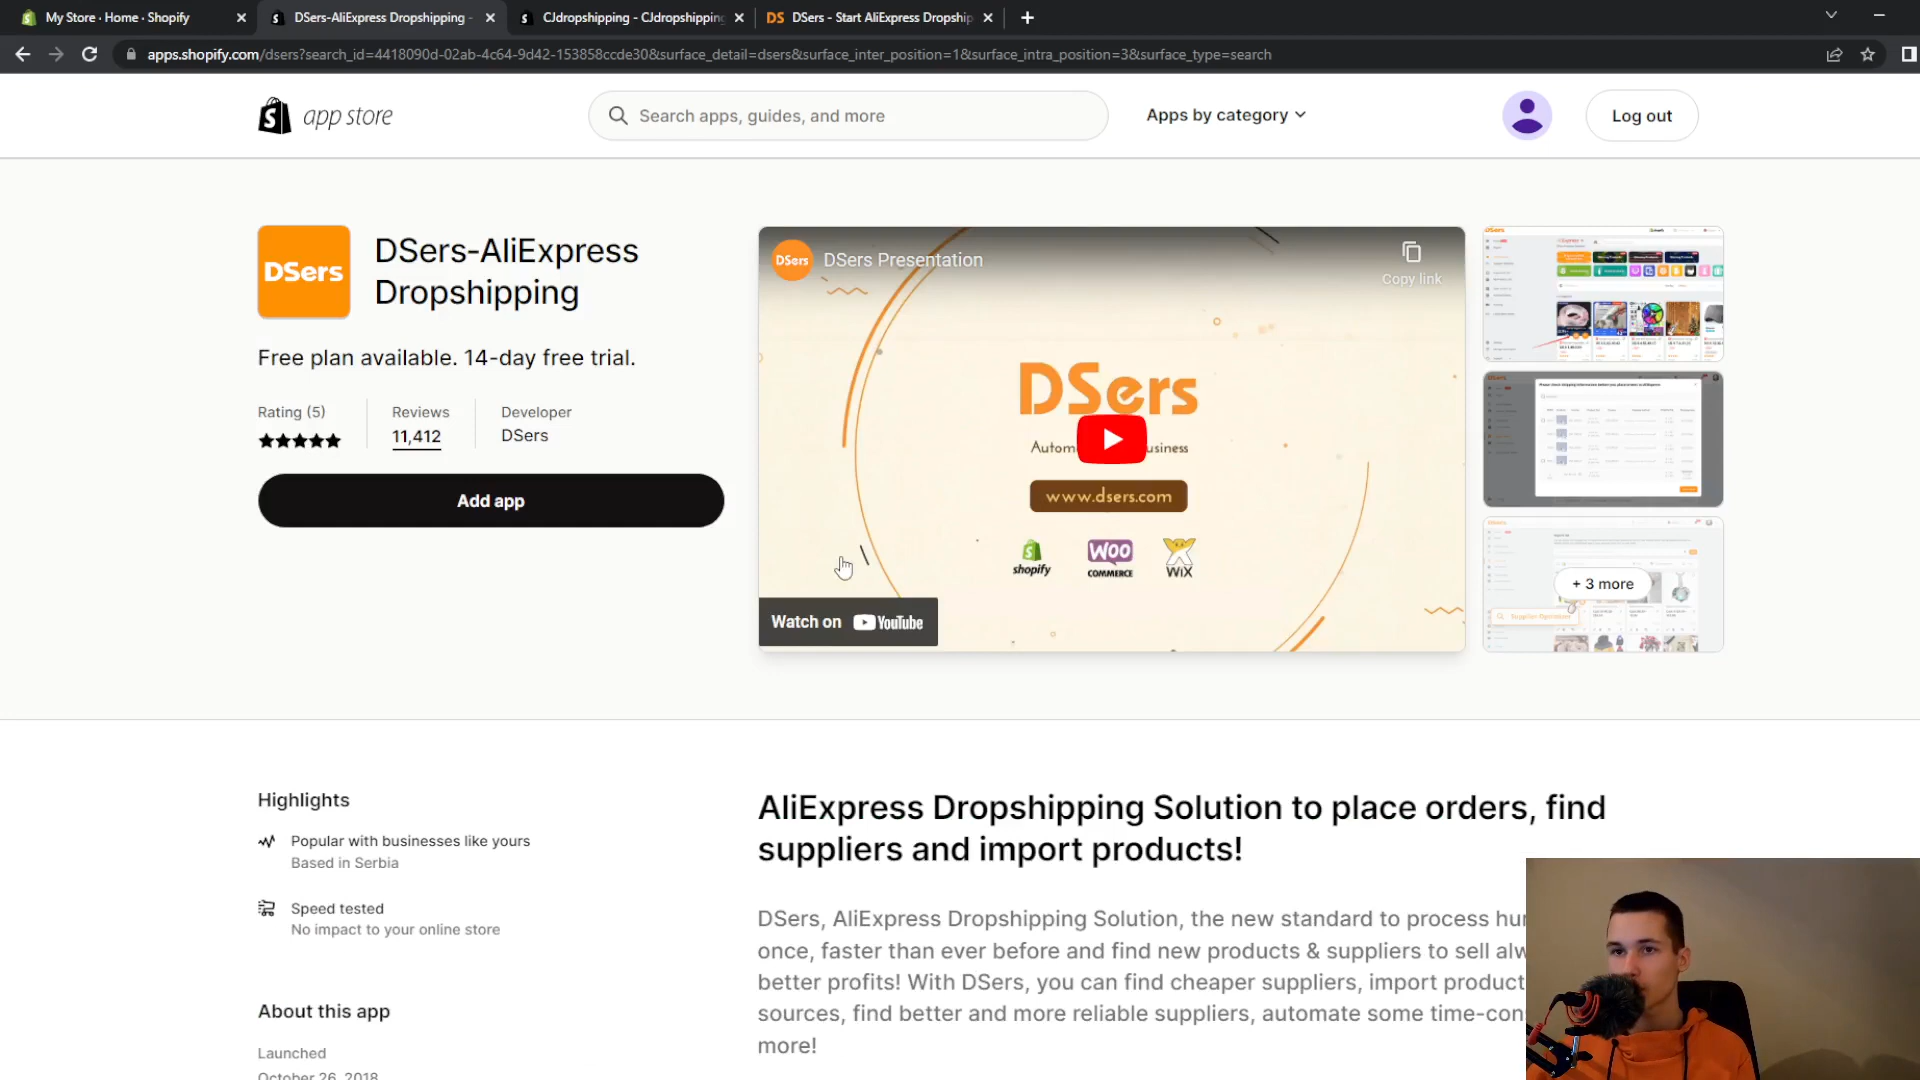 My Store · Home · Shopify
DSers-AliExpress Dropshipping -
CJdropshipping - CJdropshipping
DS DSers - Start AliExpress Dropship
apps.shopify.com/dsers?search_id=4418090d-02ab-4c64-9d42-153858ccde30&surface_detail=dsers&surface_inter_position=1&surface_intra_position=3&surface_type=search
app store
Search apps, guides, and more
Apps by category
Log out
DSers
DSers-AliExpress
Dropshipping
Free plan available. 14-day free trial.
Rating (5)
Reviews
11,412
Developer
DSers
Add app
DSers
DSers Presentation
Copy link
DSers
www.dsers.com
shopify
WOO
COMMERCE
WiX
Watch on YouTube
+ 3 more
Highlights
Popular with businesses like yours
Based in Serbia
Speed tested
No impact to your online store
About this app
Launched
October 26, 2018
AliExpress Dropshipping Solution to place orders, find
suppliers and import products!
DSers, AliExpress Dropshipping Solution, the new standard to process hu
once, faster than ever before and find new products & suppliers to sell alw
better profits! With DSers, you can find cheaper suppliers, import product
sources, find better and more reliable suppliers, automate some time-con
more!